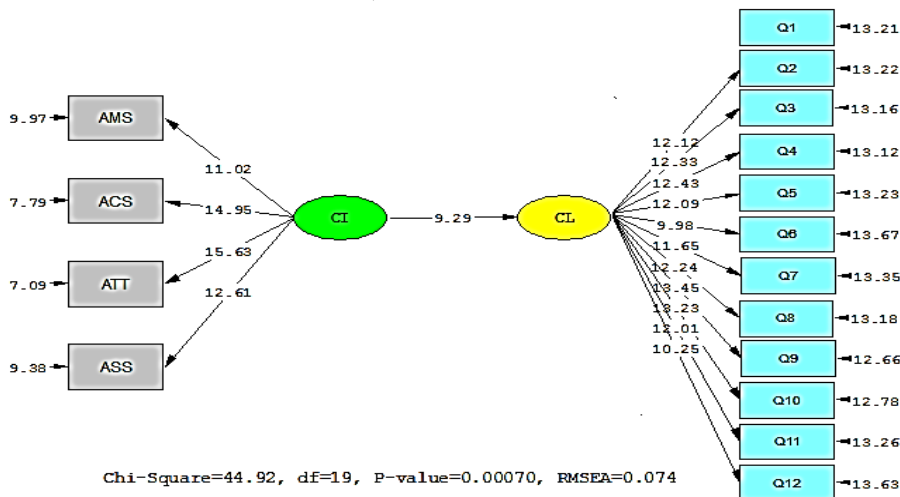 Q1 13.21
Q2 13.22
Q3 13.16
Q4 13.12
Q5 13.23
Q6 13.67
Q7 13.35
Q8 13.18
Q9 12.66
Q10 12.78
Q11 13.26
Q12 13.63
9.97 AMS
7.79 ACS
7.09 ATT
9.38 ASS
11.02
14.95
15.63
12.61
CI
9.29
CL
12.12
12.33
12.43
12.09
9.98
11.65
12.24
13.45
13.23
12.01
10.25
Chi-Square=44.92, df=19, P-value=0.00070, RMSEA=0.074